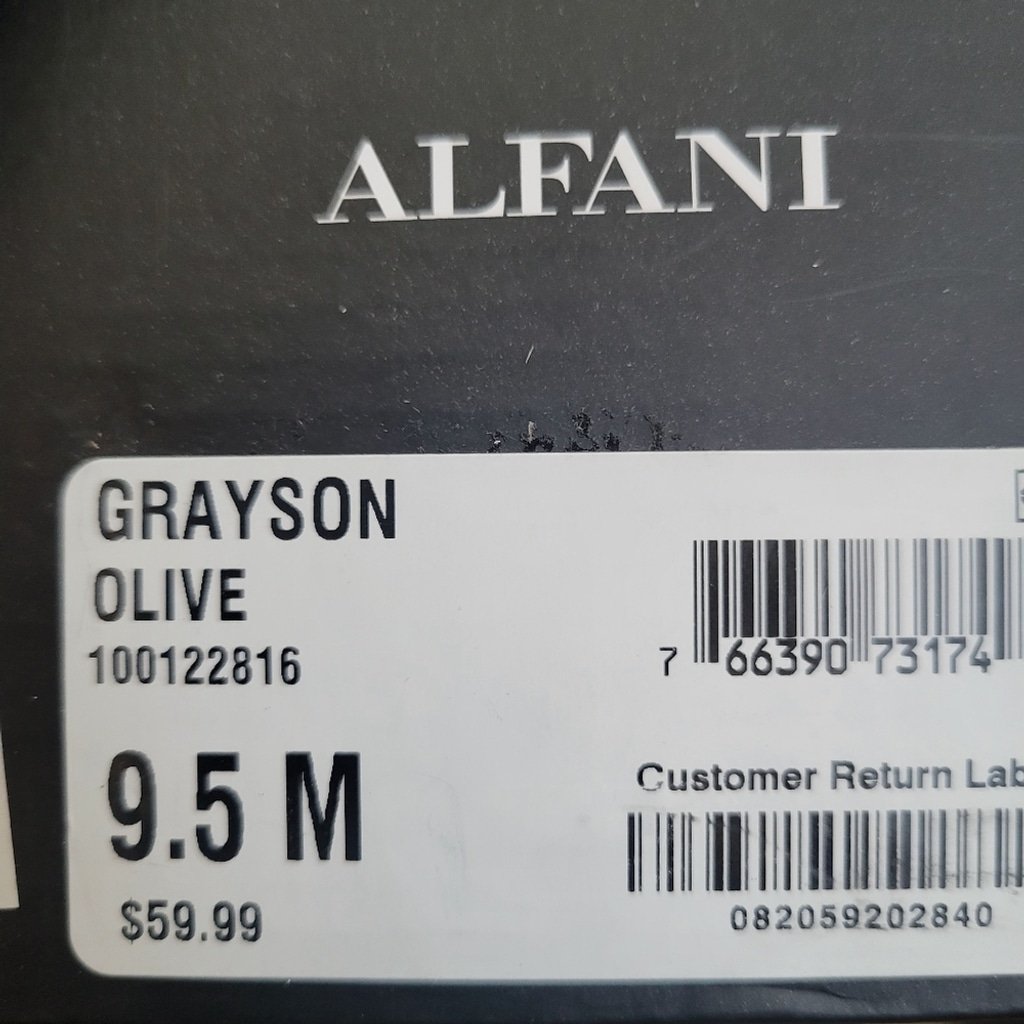 ALFANI
GRAYSON
OLIVE
100122816
7 66390 73174
9.5 M
Customer Return Lab
$59.99
082059202840